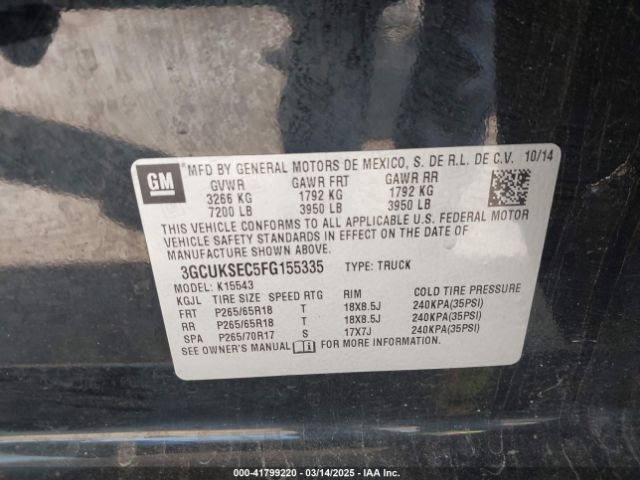 GM
MFD BY GENERAL MOTORS DE MEXICO, S. DE R.L. DE C.V. 10/14
GVWR GAWR FRT GAWR RR
3266 KG 1792 KG 1792 KG
7200 LB 3950 LB 3950 LB
THIS VEHICLE CONFORMS TO ALL APPLICABLE U.S. FEDERAL MOTOR
VEHICLE SAFETY STANDARDS IN EFFECT ON THE DATE OF
MANUFACTURE SHOWN ABOVE.
3GCUKSEC5FG155335 TYPE: TRUCK
MODEL: K15543
KGJL TIRE SIZE SPEED RTG RIM COLD TIRE PRESSURE
FRT P265/65R18 T 18X8.5J 240KPA(35PSI)
RR P265/65R18 T 18X8.5J 240KPA(35PSI)
SPA P265/70R17 S 17X7J 240KPA(35PSI)
SEE OWNER'S MANUAL FOR MORE INFORMATION.
000-41799220 — 03/14/2025 — IAA Inc.